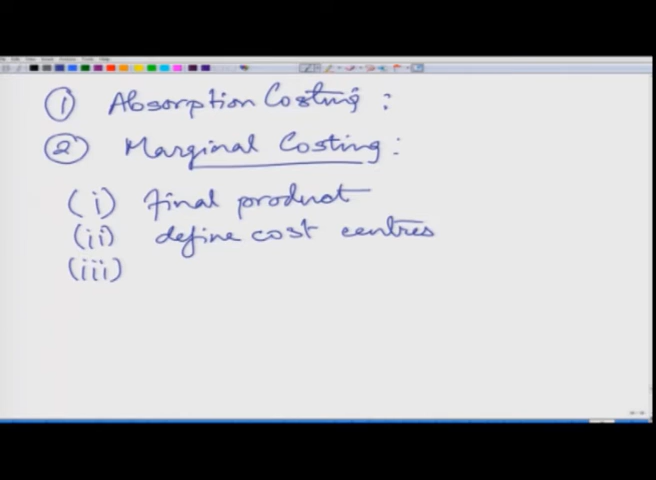 ① Absorption Costing :
② Marginal Costing :
(i) final product
(ii) define cost centres
(iii)